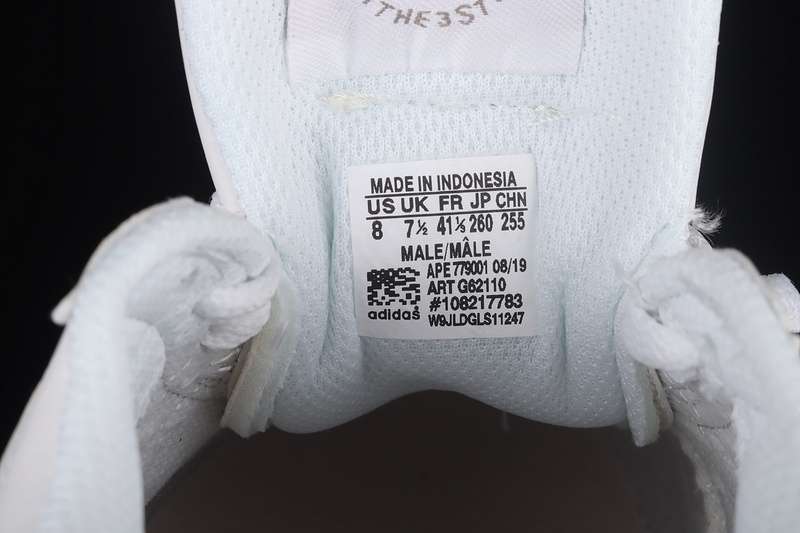 THE3ST
MADE IN INDONESIA
US UK FR JP CHN
8 7½ 41⅓ 260 255
MALE/MÂLE
APE 779001 08/19
ART G62110
#108217783
adidas
W9JLDGLS11247